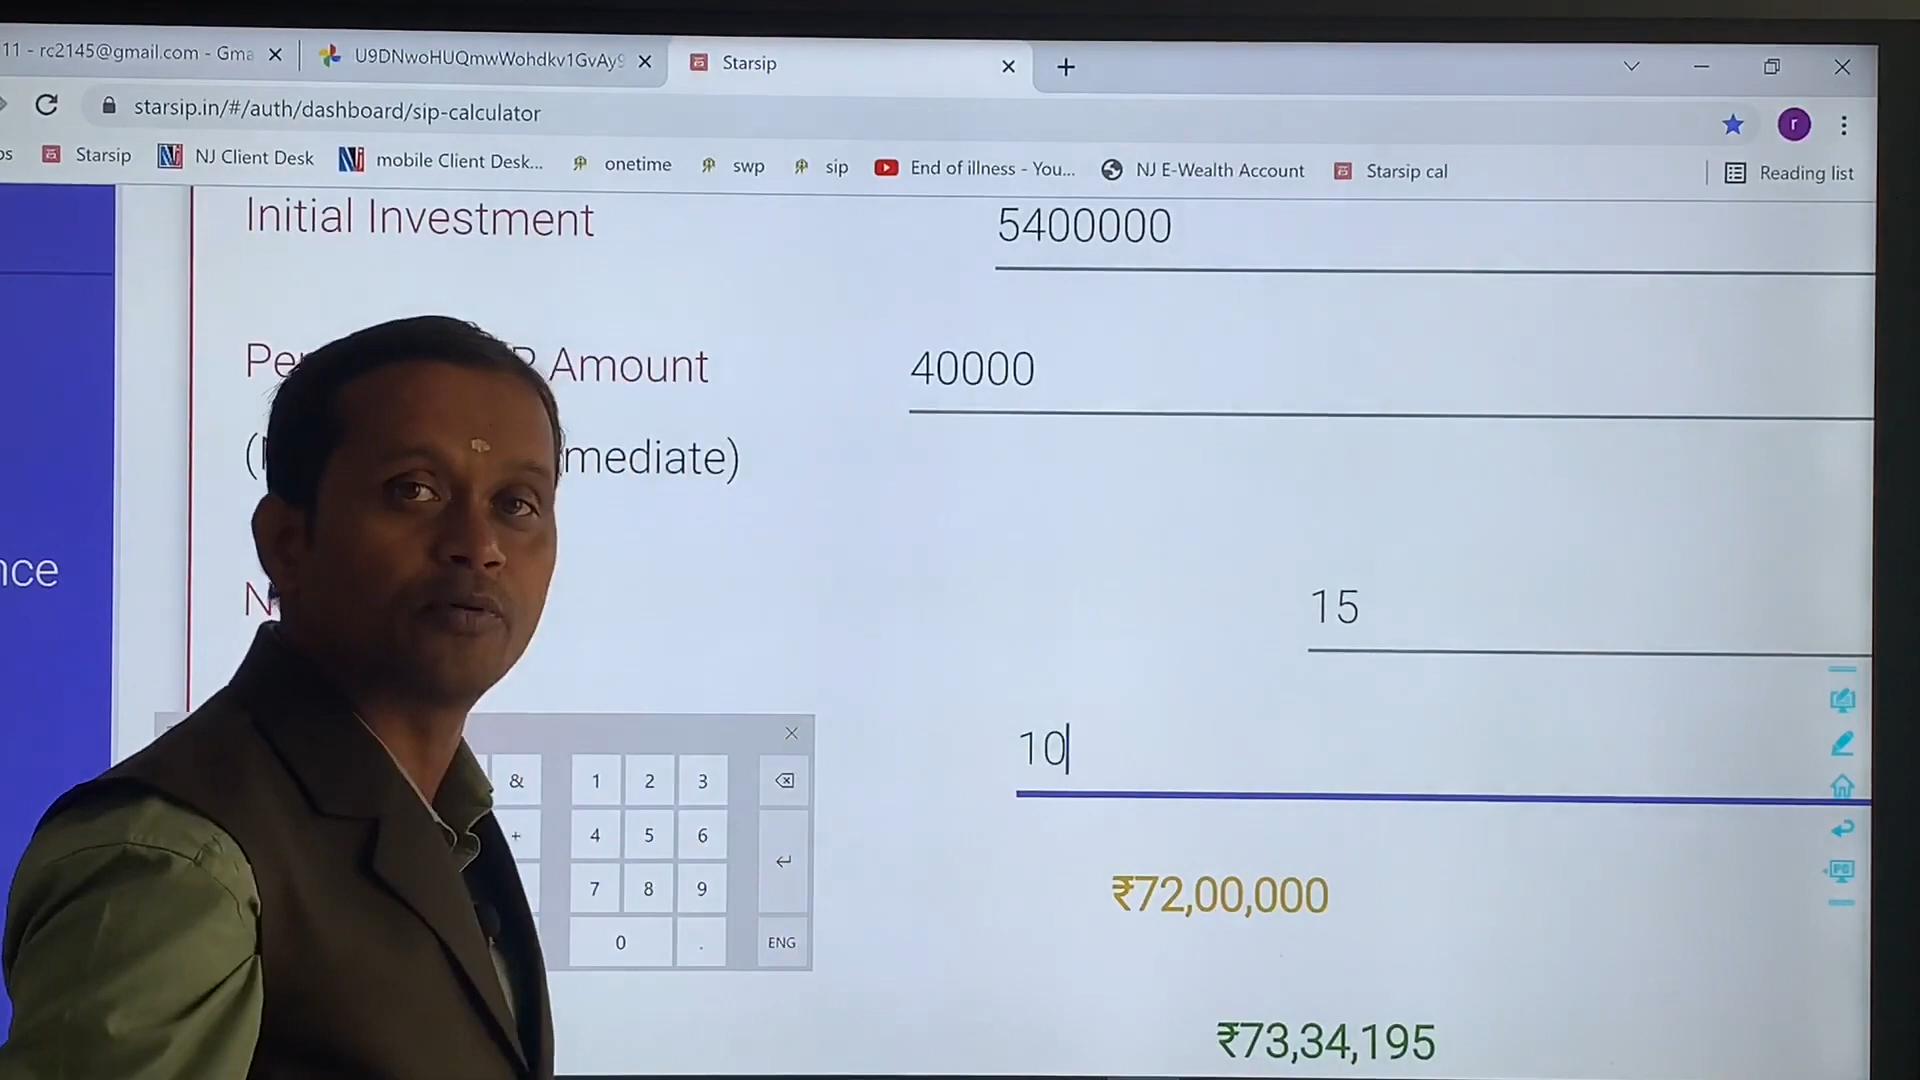 11 - rc2145@gmail.com - Gma
U9DNwoHUQmwWohdkv1GvAy9
Starsip
starsip.in/#/auth/dashboard/sip-calculator
r
Starsip
NJ Client Desk
mobile Client Desk...
onetime
swp
sip
End of illness - You...
NJ E-Wealth Account
Starsip cal
Reading list
Initial Investment
5400000
Amount
40000
mediate)
nce
15
10
& 1 2 3
+ 4 5 6
7 8 9
0 . ENG
₹72,00,000
₹73,34,195